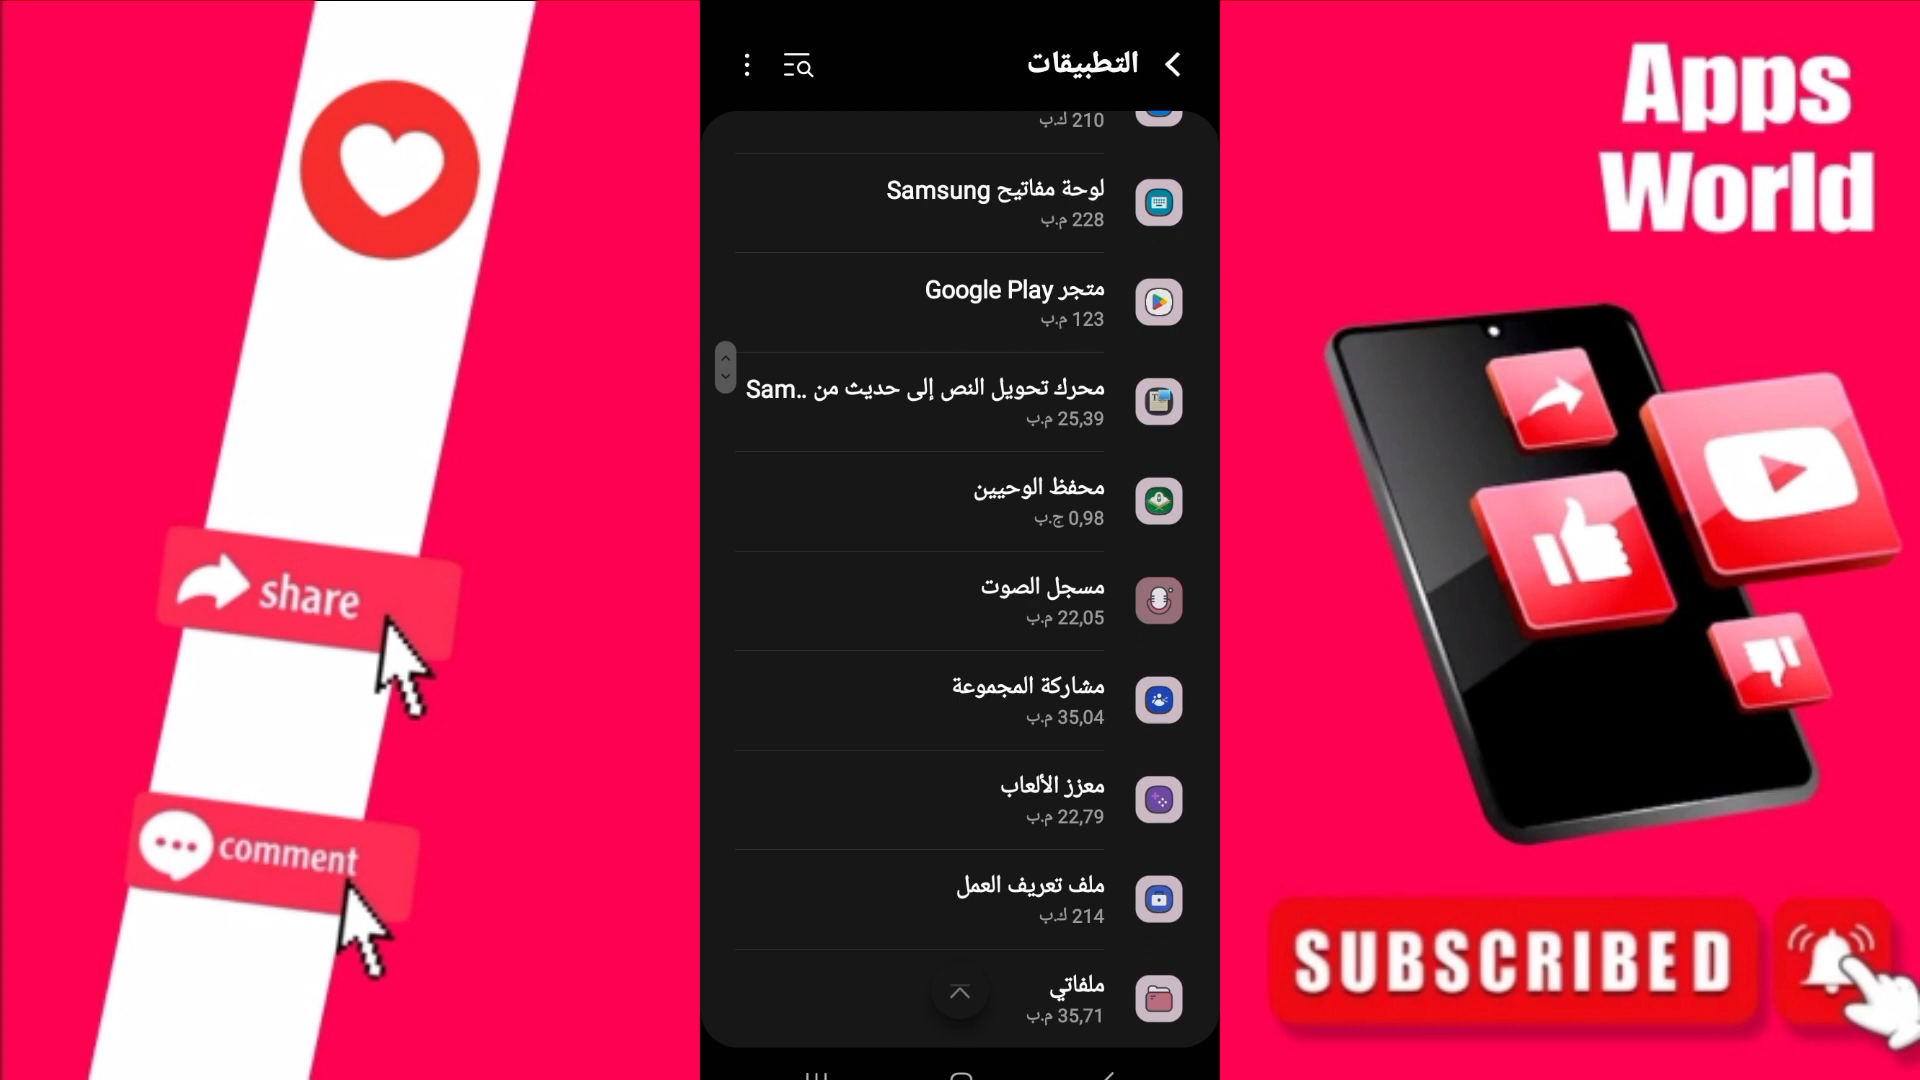 التطبيقات
210 ك.ب
لوحة مفاتيح Samsung
228 م.ب
متجر Google Play
123 م.ب
محرك تحويل النص إلى حديث من Sam..
25,39 م.ب
محفظ الوحيين
0,98 ج.ب
مسجل الصوت
22,05 م.ب
مشاركة المجموعة
35,04 م.ب
معزز الألعاب
22,79 م.ب
ملف تعريف العمل
214 ك.ب
ملفاتي
35,71 م.ب
share
comment
Apps
World
SUBSCRIBED